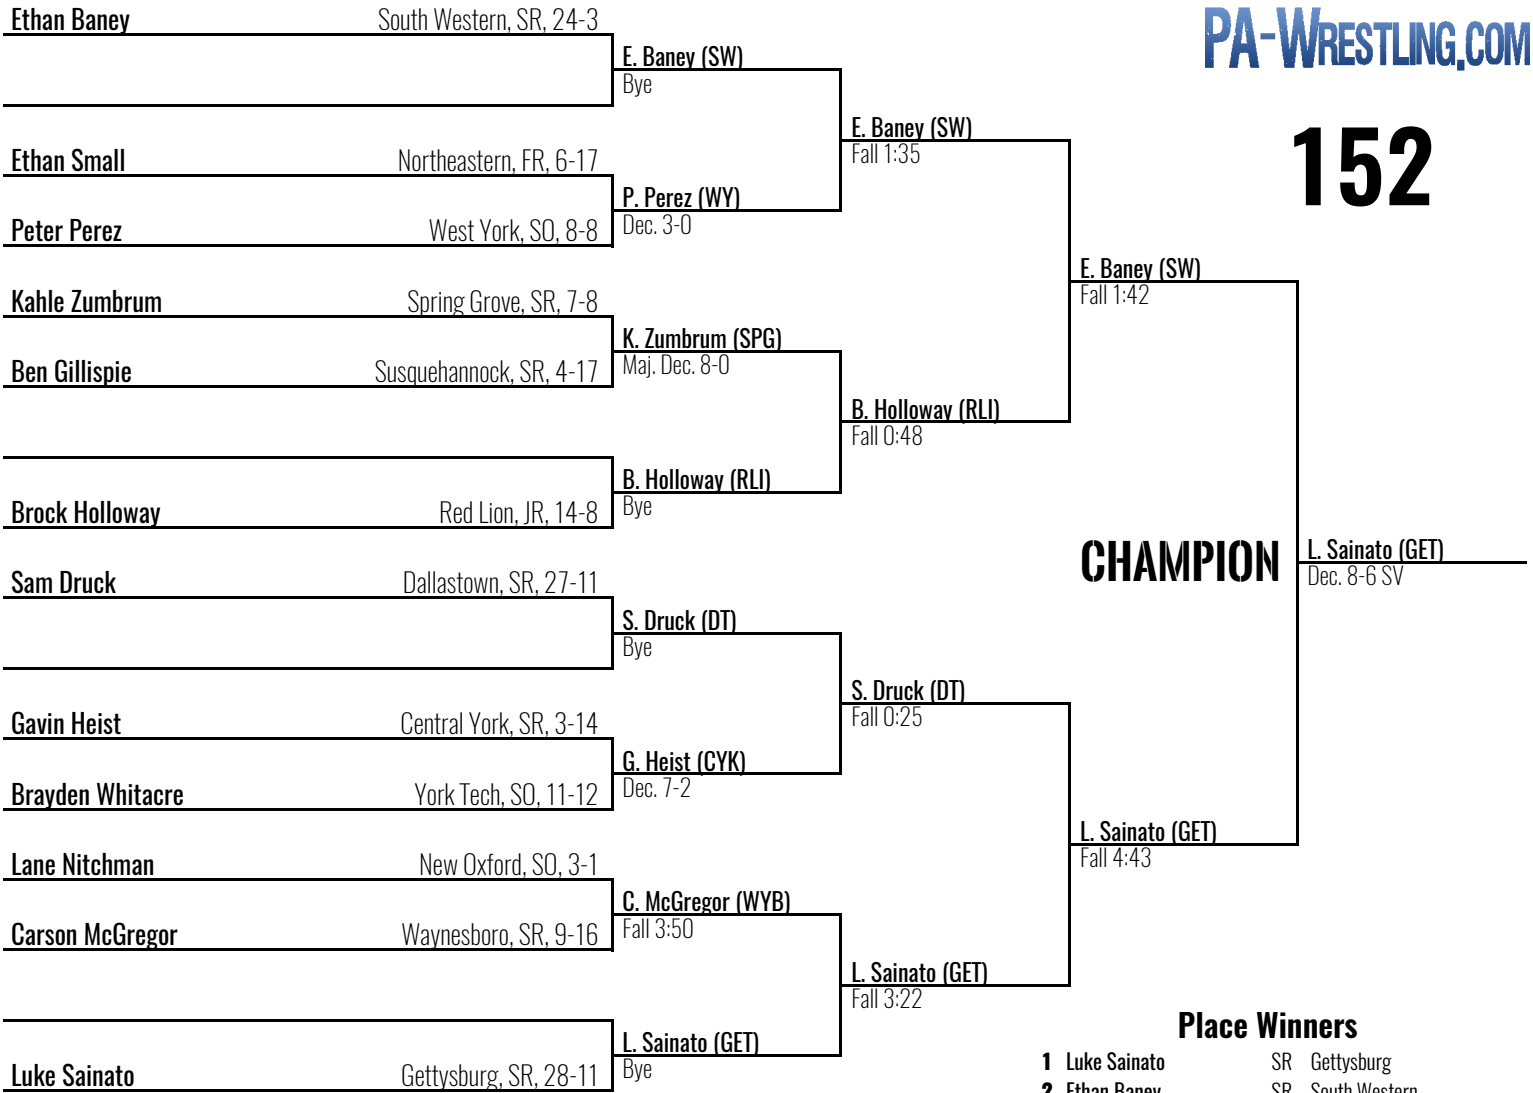 PA-WRESTLING.COM
152
Ethan Baney South Western, SR, 24-3
E. Baney (SW)
Bye
E. Baney (SW)
Fall 1:35
Ethan Small Northeastern, FR, 6-17
P. Perez (WY)
Dec. 3-0
Peter Perez West York, SO, 8-8
E. Baney (SW)
Fall 1:42
Kahle Zumbrum Spring Grove, SR, 7-8
K. Zumbrum (SPG)
Maj. Dec. 8-0
Ben Gillispie Susquehannock, SR, 4-17
B. Holloway (RLI)
Fall 0:48
B. Holloway (RLI)
Bye
Brock Holloway Red Lion, JR, 14-8
CHAMPION
L. Sainato (GET)
Dec. 8-6 SV
Sam Druck Dallastown, SR, 27-11
S. Druck (DT)
Bye
S. Druck (DT)
Fall 0:25
Gavin Heist Central York, SR, 3-14
G. Heist (CYK)
Dec. 7-2
Brayden Whitacre York Tech, SO, 11-12
L. Sainato (GET)
Fall 4:43
Lane Nitchman New Oxford, SO, 3-1
C. McGregor (WYB)
Fall 3:50
Carson McGregor Waynesboro, SR, 9-16
L. Sainato (GET)
Fall 3:22
L. Sainato (GET)
Bye
Luke Sainato Gettysburg, SR, 28-11
Place Winners
1 Luke Sainato SR Gettysburg
2 Ethan Baney SR South Western